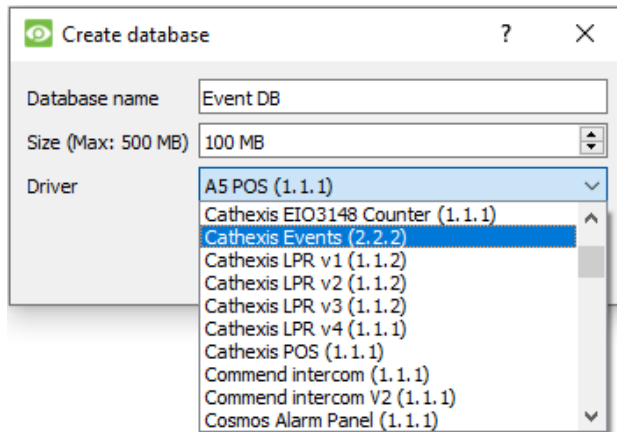 Create database ?
Database name Event DB
Size (Max: 500 MB) 100 MB
Driver A5 POS (1.1.1)
Cathexis EIO3148 Counter (1.1.1)
Cathexis Events (2.2.2)
Cathexis LPR v1 (1.1.2)
Cathexis LPR v2 (1.1.2)
Cathexis LPR v3 (1.1.2)
Cathexis LPR v4 (1.1.1)
Cathexis POS (1.1.1)
Commend intercom (1.1.1)
Commend intercom V2 (1.1.1)
Cosmos Alarm Panel (1.1.1)